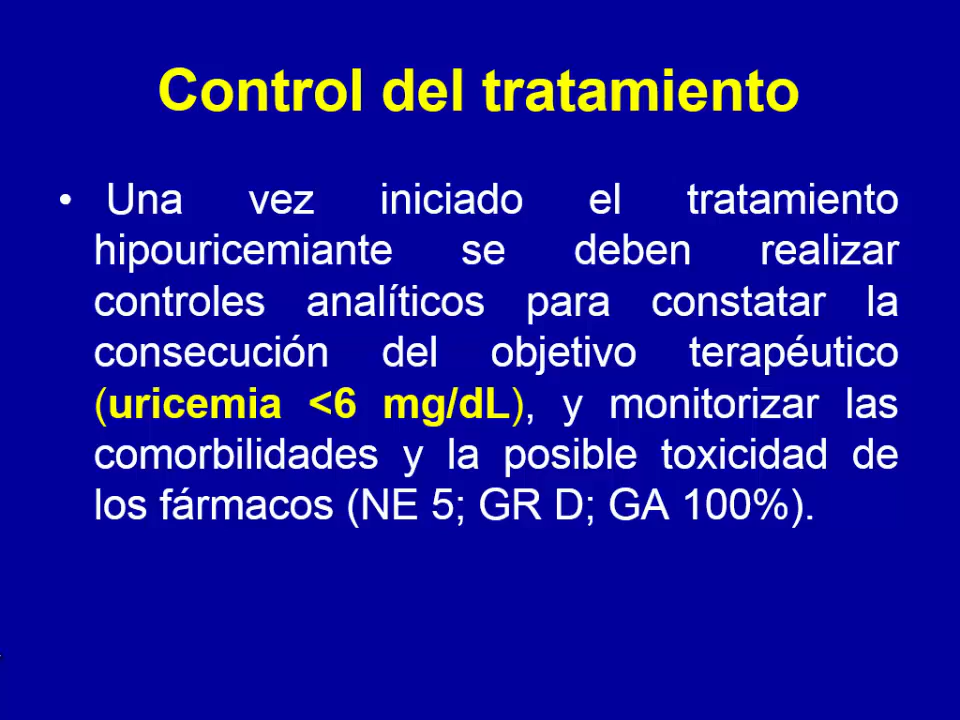 Control del tratamiento
• Una vez iniciado el tratamiento
hipouricemiante se deben realizar
controles analíticos para constatar la
consecución del objetivo terapéutico
(uricemia <6 mg/dL), y monitorizar las
comorbilidades y la posible toxicidad de
los fármacos (NE 5; GR D; GA 100%).